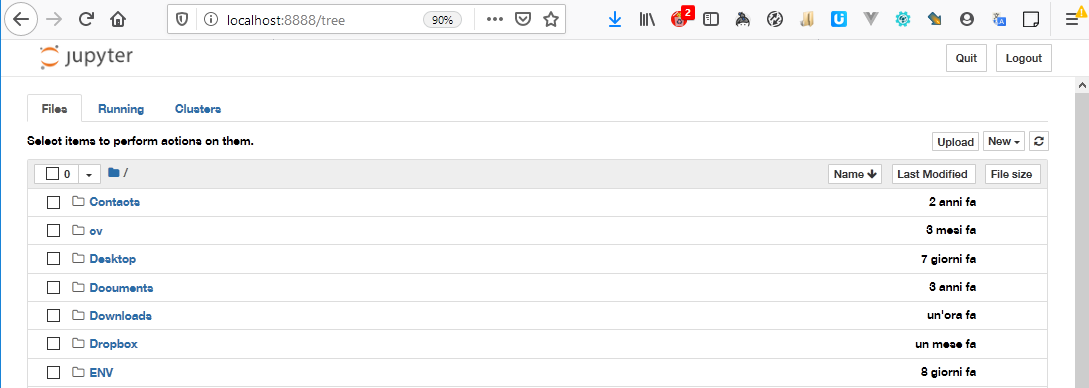 localhost:8888/tree 90% 2
jupyter Quit Logout
Files Running Clusters
Select items to perform actions on them. Upload New
0 / Name Last Modified File size
Contacts 2 anni fa
cv 3 mesi fa
Desktop 7 giorni fa
Documents 3 anni fa
Downloads un'ora fa
Dropbox un mese fa
ENV 8 giorni fa